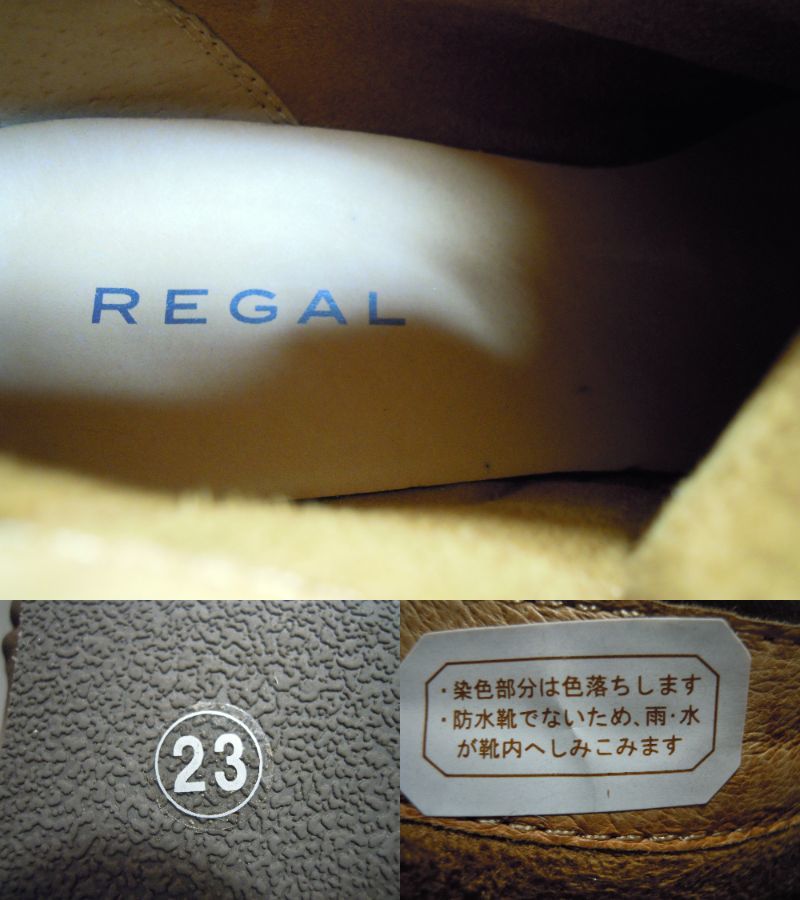 REGAL
23
・染色部分は色落ちします
・防水靴でないため、雨・水
が靴内へしみこみます